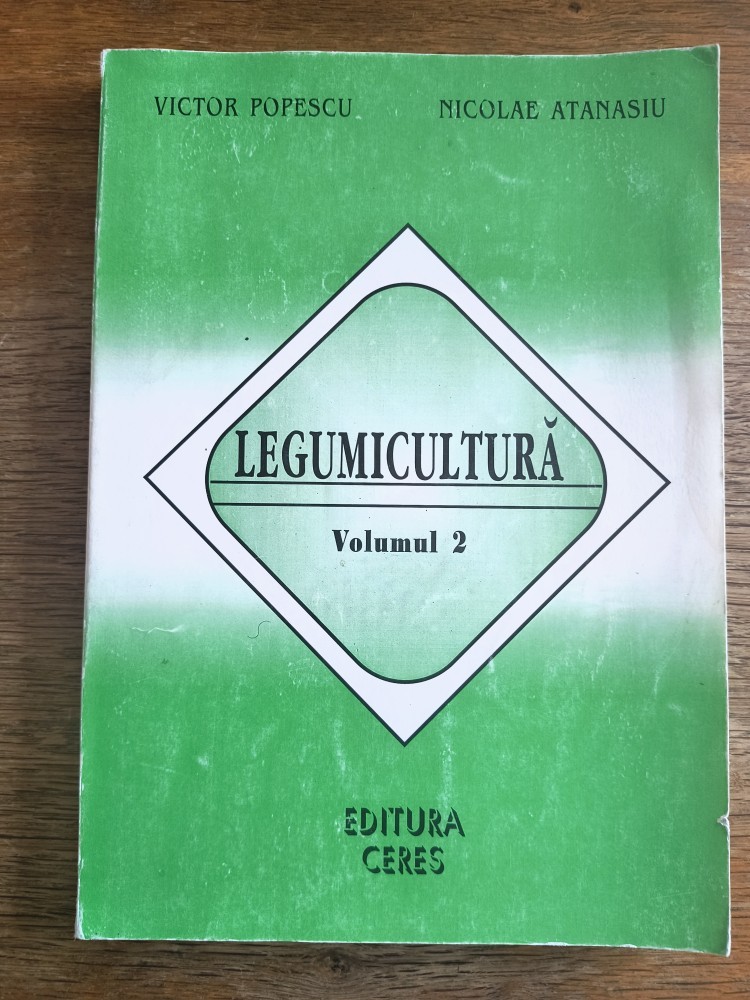 VICTOR POPESCU NICOLAE ATANASIU
LEGUMICULTURĂ
Volumul 2
EDITURA
CERES